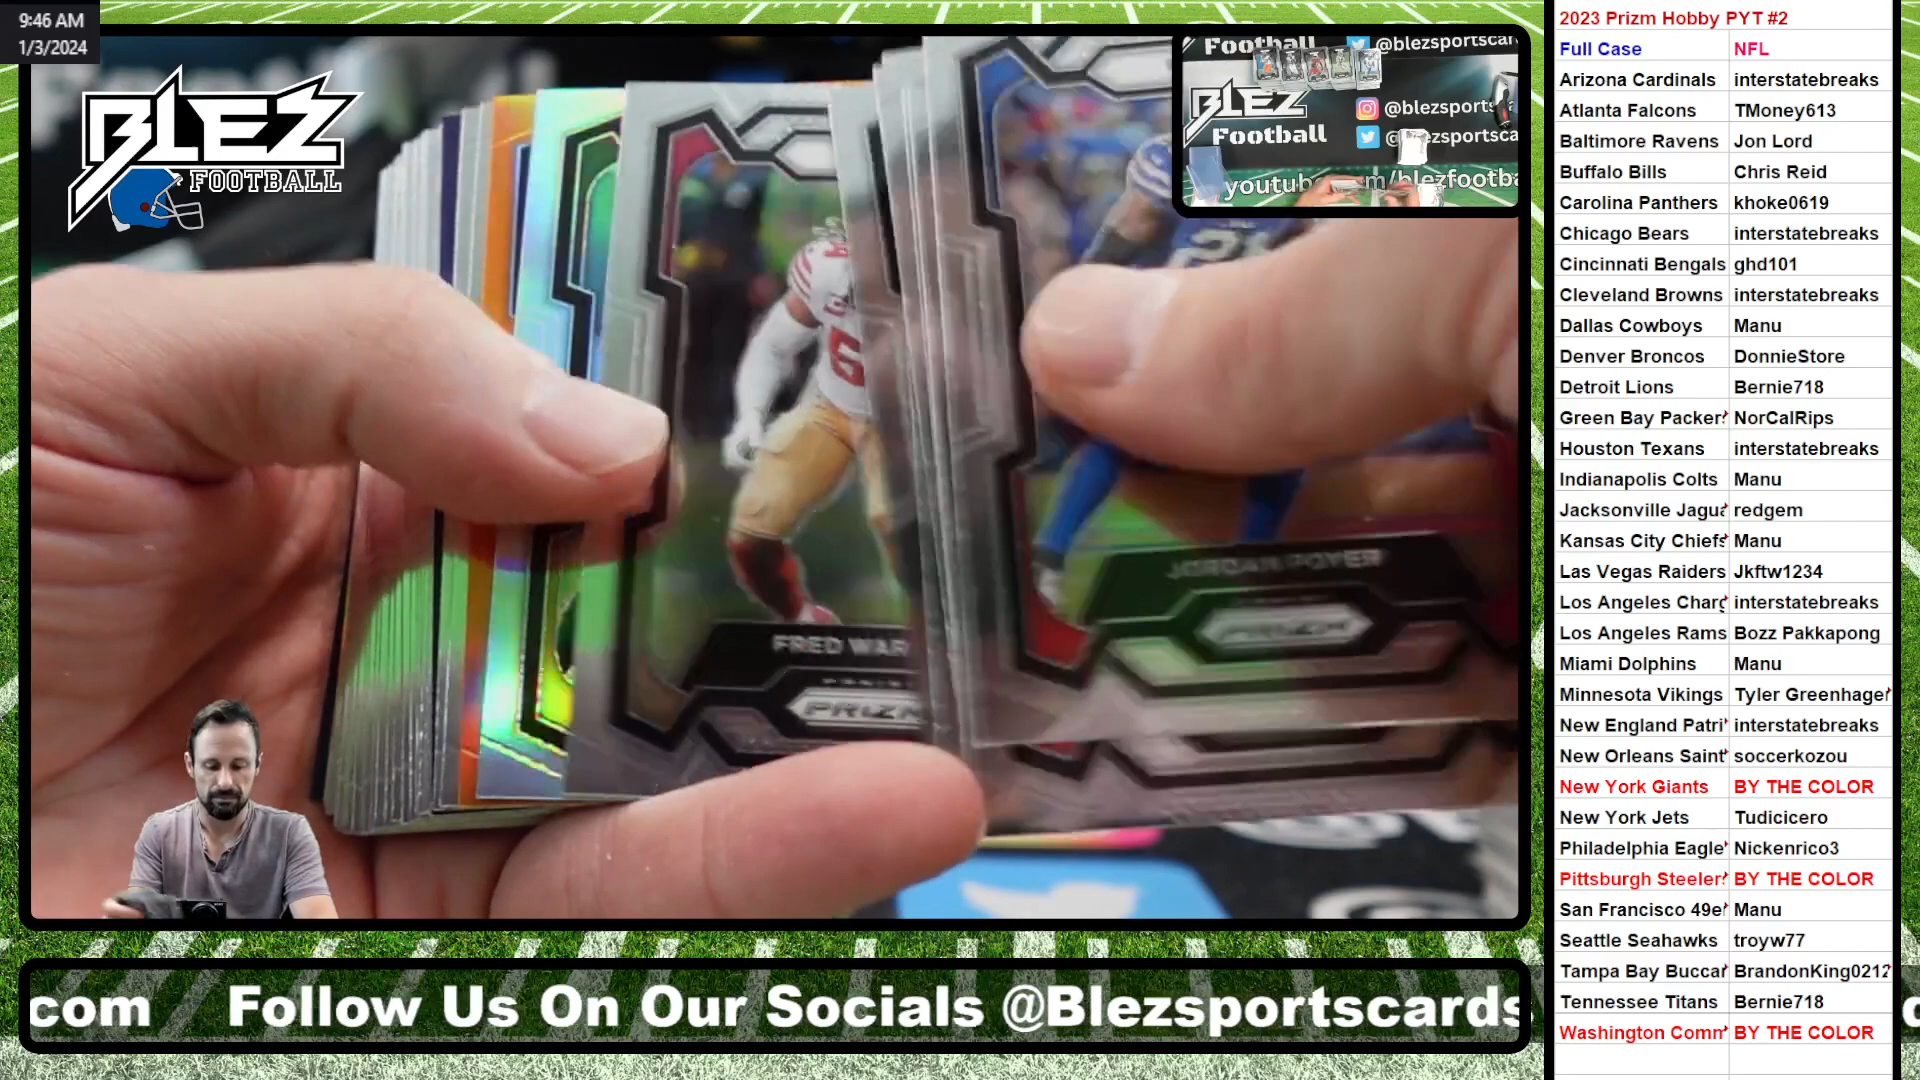 9:46 AM
1/3/2024
BLEZ
FOOTBALL
Football
@blezsportscar
BLEZ
Football
@blezsports
youtub
m/blezfootba
FRED WAR
PRIZM
JORDAN POYER
PRIZM
com Follow Us On Our Socials @Blezsportscards
2023 Prizm Hobby PYT #2
Full Case NFL
Arizona Cardinals interstatebreaks
Atlanta Falcons TMoney613
Baltimore Ravens Jon Lord
Buffalo Bills Chris Reid
Carolina Panthers khoke0619
Chicago Bears interstatebreaks
Cincinnati Bengals ghd101
Cleveland Browns interstatebreaks
Dallas Cowboys Manu
Denver Broncos DonnieStore
Detroit Lions Bernie718
Green Bay Packer NorCalRips
Houston Texans interstatebreaks
Indianapolis Colts Manu
Jacksonville Jagu redgem
Kansas City Chiefs Manu
Las Vegas Raiders Jkftw1234
Los Angeles Charg interstatebreaks
Los Angeles Rams Bozz Pakkapong
Miami Dolphins Manu
Minnesota Vikings Tyler Greenhager
New England Patri interstatebreaks
New Orleans Saint soccerkozou
New York Giants BY THE COLOR
New York Jets Tudicicero
Philadelphia Eagle Nickenrico3
Pittsburgh Steeler BY THE COLOR
San Francisco 49e Manu
Seattle Seahawks troyw77
Tampa Bay Buccar BrandonKing0212
Tennessee Titans Bernie718
Washington Comm BY THE COLOR